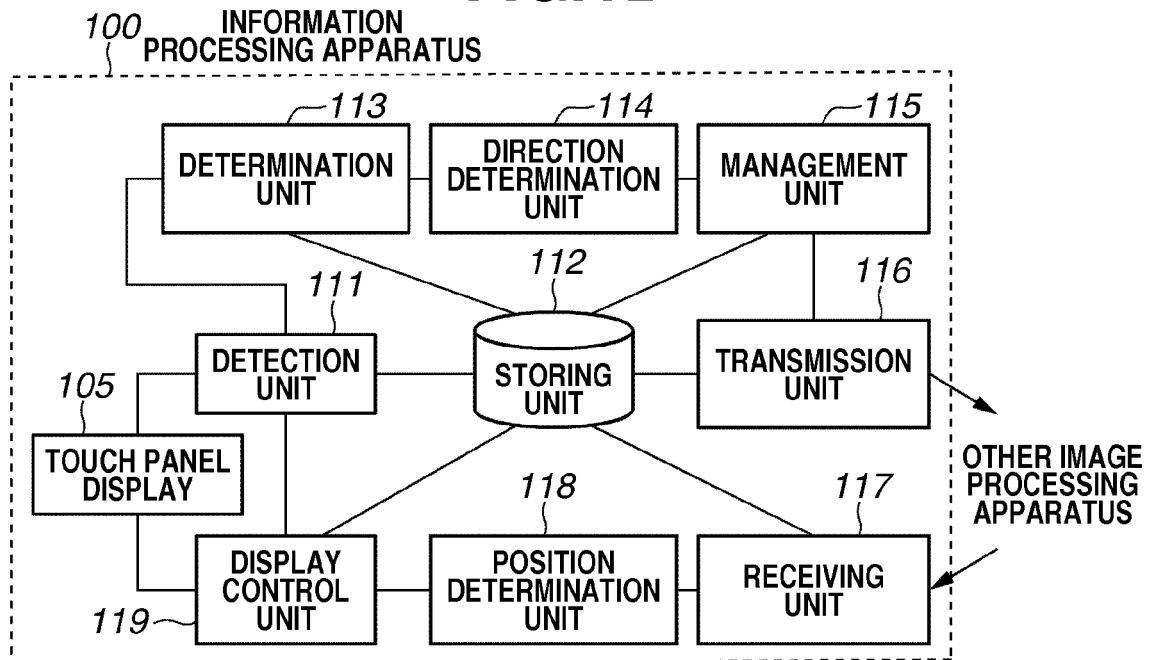 100
INFORMATION
PROCESSING APPARATUS
113
114
115
DETERMINATION
UNIT
DIRECTION
DETERMINATION
UNIT
MANAGEMENT
UNIT
112
111
116
DETECTION
UNIT
STORING
UNIT
TRANSMISSION
UNIT
105
TOUCH PANEL
DISPLAY
OTHER IMAGE
PROCESSING
APPARATUS
118
117
DISPLAY
CONTROL
UNIT
POSITION
DETERMINATION
UNIT
RECEIVING
UNIT
119